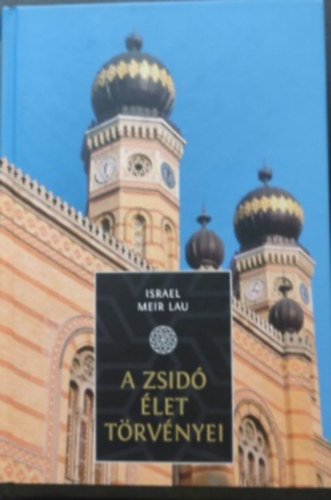 ISRAEL
MEIR LAU
A ZSIDÓ
ÉLET
TÖRVÉNYEI